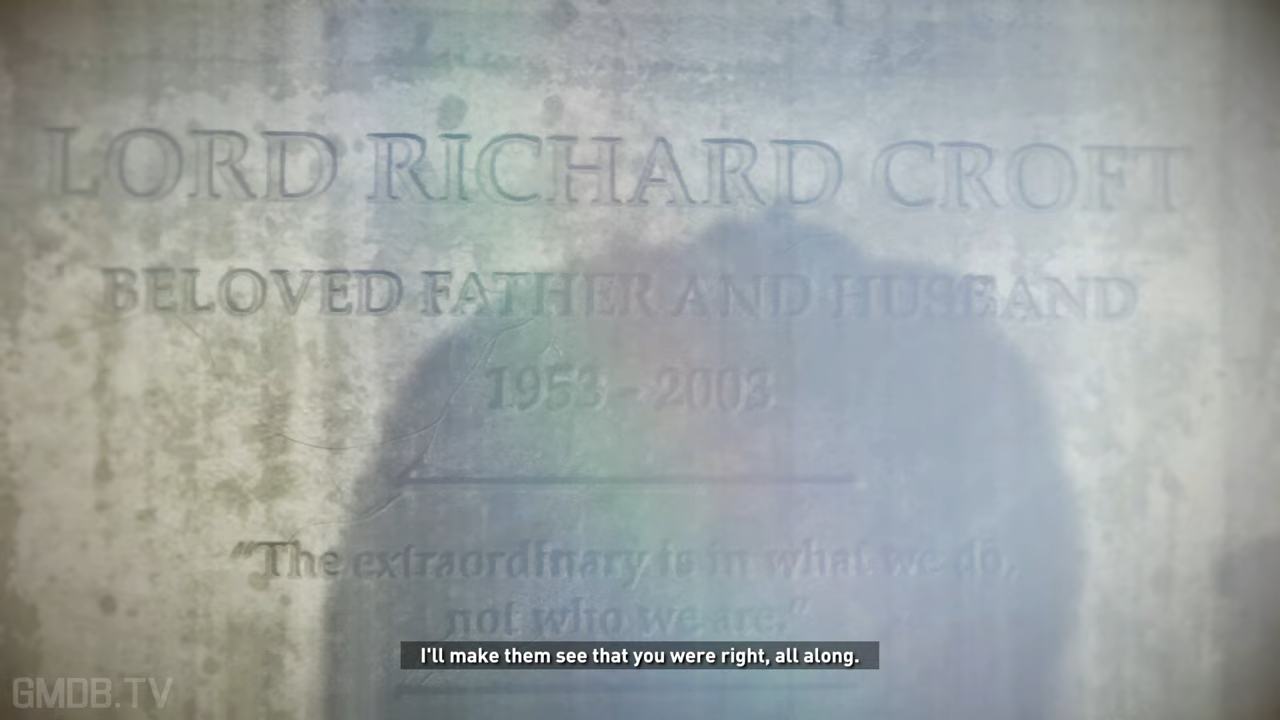 LORD RICHARD CROFT
BELOVED FATHER AND HUSBAND
1953 - 2003
"The extraordinary is in what we do,
not who we are."
I'll make them see that you were right, all along.
GMDB.TV